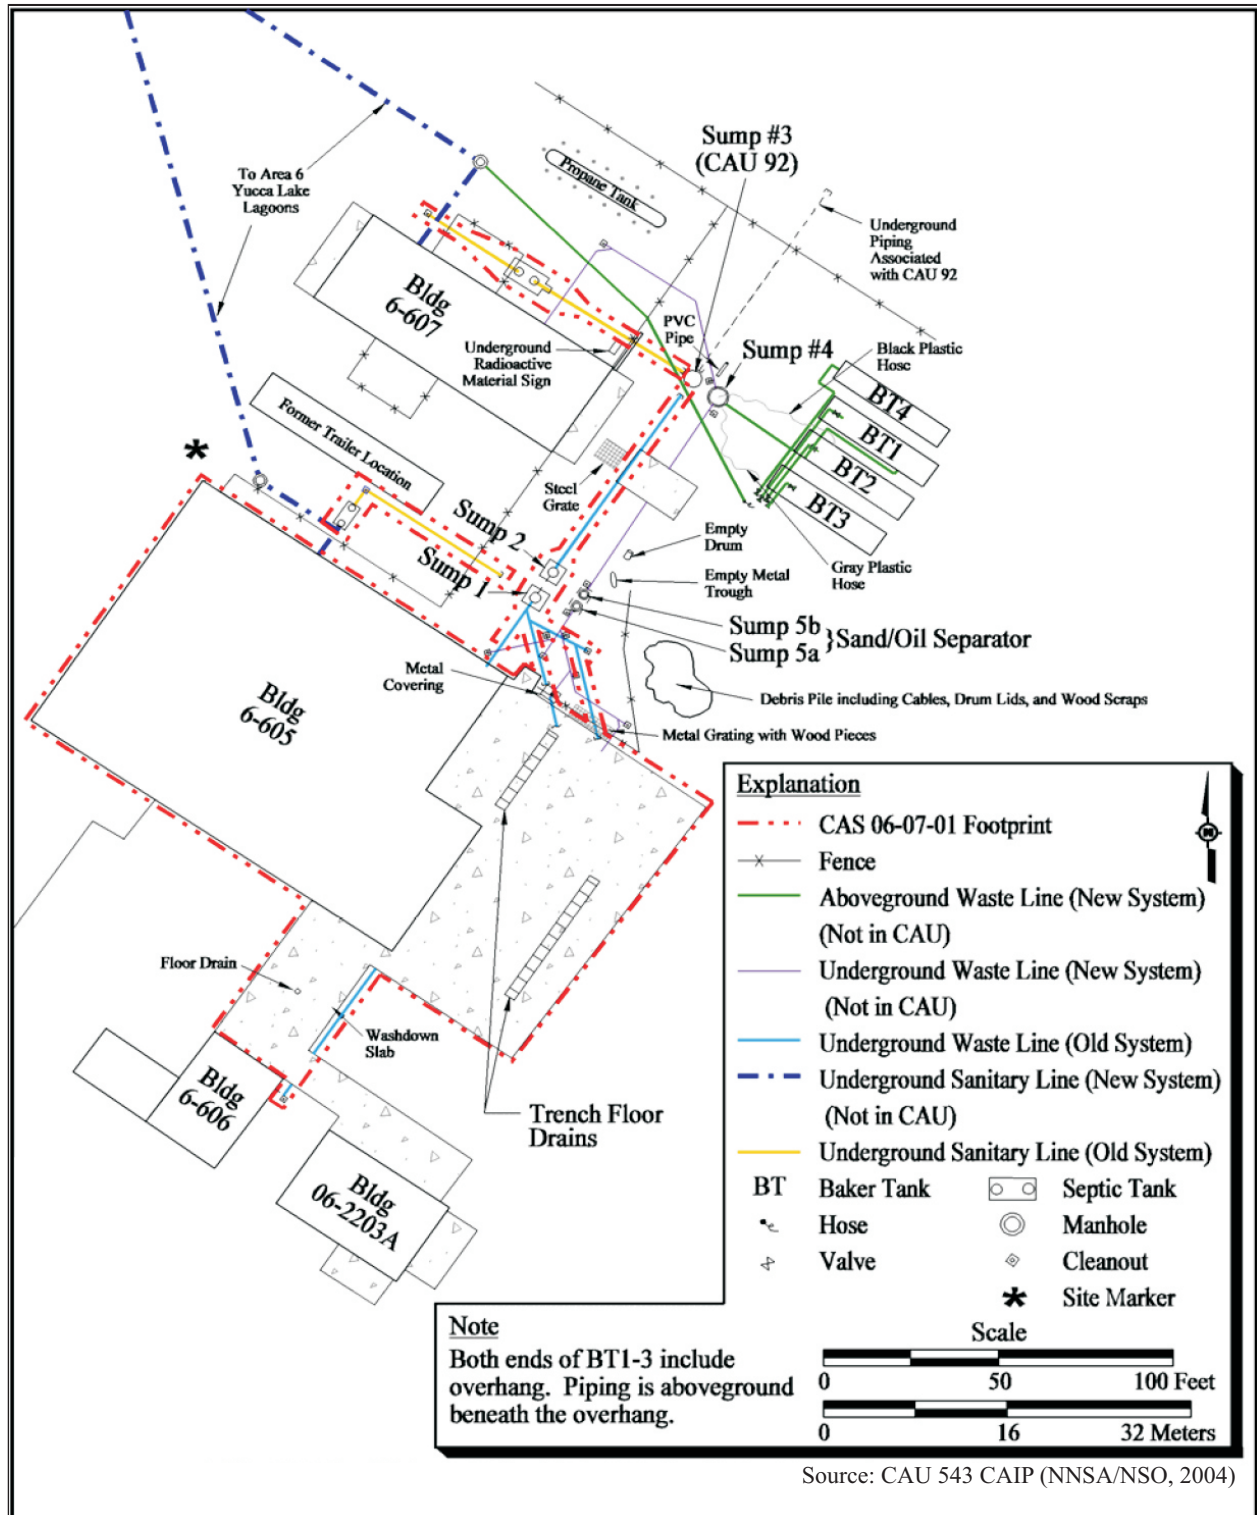 Sump #3
(CAU 92)
Propane Tank
To Area 6
Yucca Lake
Lagoons
Underground
Piping
Associated
with CAU 92
Bldg
6-607
PVC
Pipe
Sump #4
Black Plastic
Hose
Underground
Radioactive
Material Sign
BT4
BT1
BT2
BT3
Former Trailer Location
Steel
Grate
Sump 2
Sump 1
Empty
Drum
Gray Plastic
Hose
Empty Metal
Trough
Sump 5b
Sump 5a
}Sand/Oil Separator
Metal
Covering
Debris Pile including Cables, Drum Lids, and Wood Scraps
Bldg
6-605
Metal Grating with Wood Pieces
Floor Drain
Washdown
Slab
Bldg
6-606
Trench Floor
Drains
Bldg
06-2203A
Explanation
N
CAS 06-07-01 Footprint
Fence
Aboveground Waste Line (New System)
(Not in CAU)
Underground Waste Line (New System)
(Not in CAU)
Underground Waste Line (Old System)
Underground Sanitary Line (New System)
(Not in CAU)
Underground Sanitary Line (Old System)
BT Baker Tank
Septic Tank
Hose
Manhole
Valve
Cleanout
* Site Marker
Note
Both ends of BT1-3 include
overhang. Piping is aboveground
beneath the overhang.
Scale
0 50 100 Feet
0 16 32 Meters
Source: CAU 543 CAIP (NNSA/NSO, 2004)